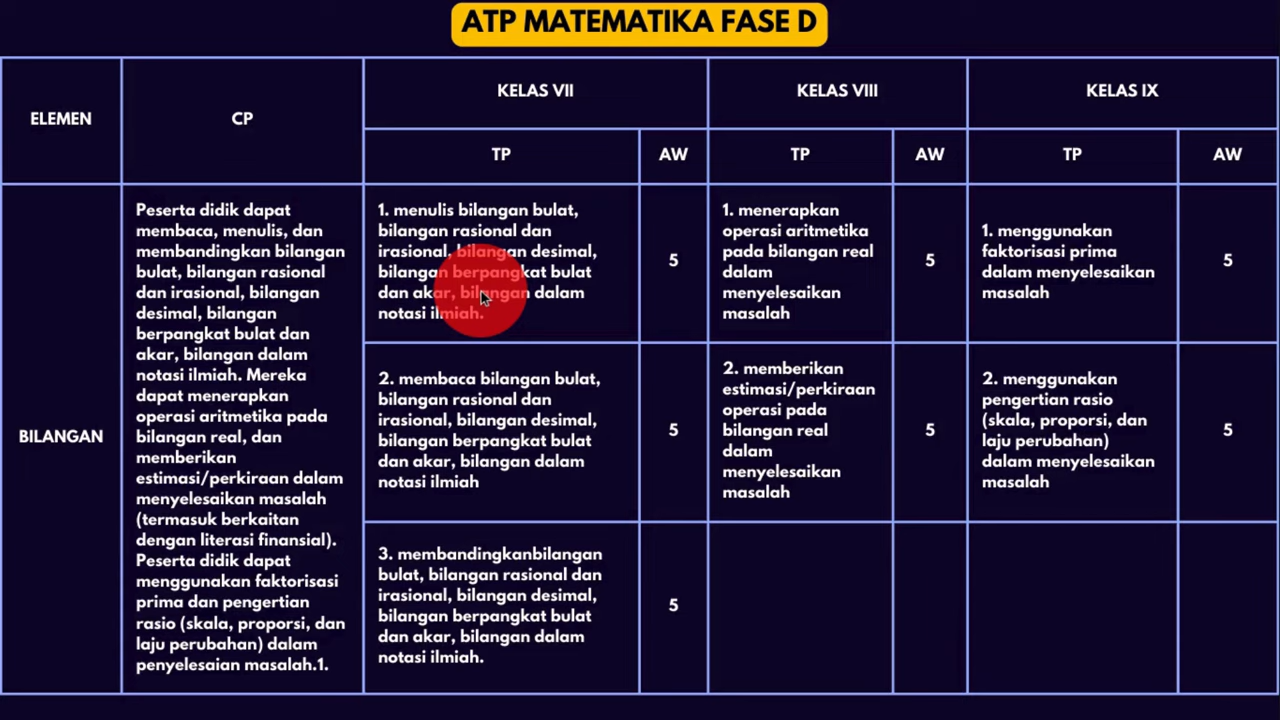 ATP MATEMATIKA FASE D
ELEMEN
CP
KELAS VII
KELAS VIII
KELAS IX
TP
AW
TP
AW
TP
AW
BILANGAN
Peserta didik dapat
membaca, menulis, dan
membandingkan bilangan
bulat, bilangan rasional
dan irasional, bilangan
desimal, bilangan
berpangkat bulat dan
akar, bilangan dalam
notasi ilmiah. Mereka
dapat menerapkan
operasi aritmetika pada
bilangan real, dan
memberikan
estimasi/perkiraan dalam
menyelesaikan masalah
(termasuk berkaitan
dengan literasi finansial).
Peserta didik dapat
menggunakan faktorisasi
prima dan pengertian
rasio (skala, proporsi, dan
laju perubahan) dalam
penyelesaian masalah.1.
1. menulis bilangan bulat,
bilangan rasional dan
irasional, bilangan desimal,
bilangan berpangkat bulat
dan akar, bilangan dalam
notasi ilmiah.
5
1. menerapkan
operasi aritmetika
pada bilangan real
dalam
menyelesaikan
masalah
5
1. menggunakan
faktorisasi prima
dalam menyelesaikan
masalah
5
2. membaca bilangan bulat,
bilangan rasional dan
irasional, bilangan desimal,
bilangan berpangkat bulat
dan akar, bilangan dalam
notasi ilmiah
5
2. memberikan
estimasi/perkiraan
operasi pada
bilangan real
dalam
menyelesaikan
masalah
5
2. menggunakan
pengertian rasio
(skala, proporsi, dan
laju perubahan)
dalam menyelesaikan
masalah
5
3. membandingkanbilangan
bulat, bilangan rasional dan
irasional, bilangan desimal,
bilangan berpangkat bulat
dan akar, bilangan dalam
notasi ilmiah.
5